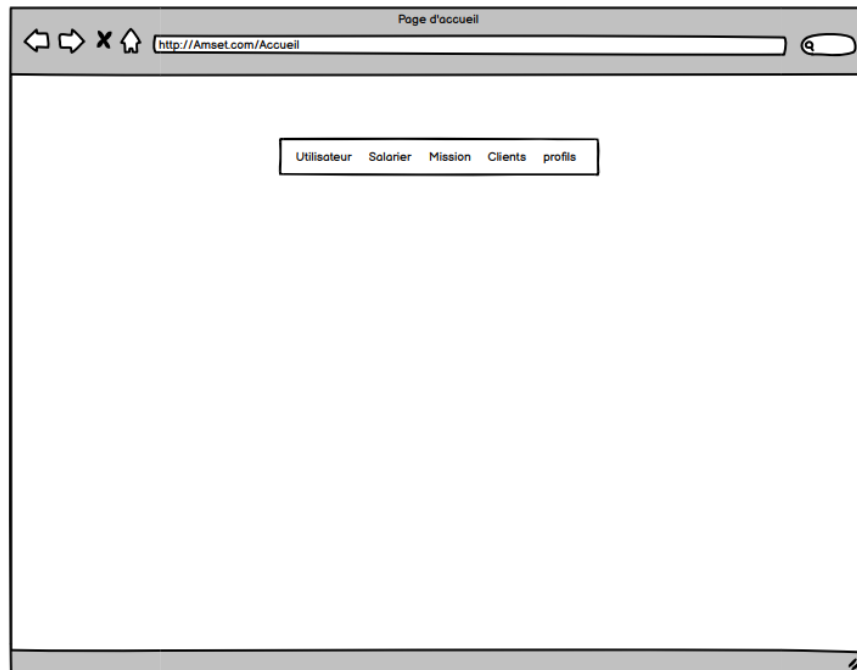 Page d'accueil
http://Amset.com/Accueil
Utilisateur Salarier Mission Clients profils